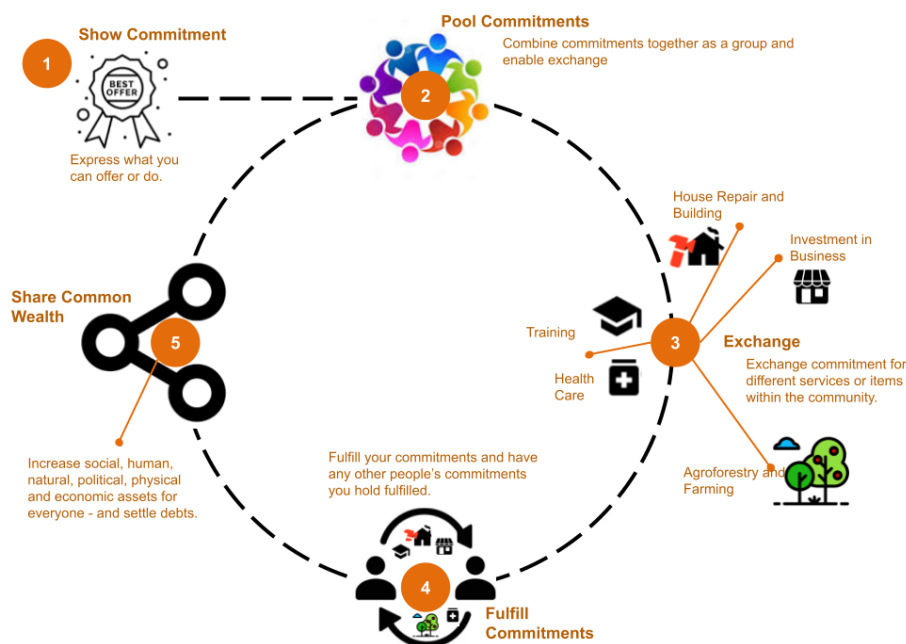 1
Show Commitment
BEST
OFFER
Express what you
can offer or do.
Pool Commitments
2
Combine commitments together as a group and
enable exchange
House Repair and
Building
Investment in
Business
Training
Health
Care
3
Exchange
Exchange commitment for
different services or items
within the community.
Agroforestry and
Farming
Fulfill your commitments and have
any other people's commitments
you hold fulfilled.
4
Fulfill
Commitments
Share Common
Wealth
5
Increase social, human,
natural, political, physical
and economic assets for
everyone - and settle debts.